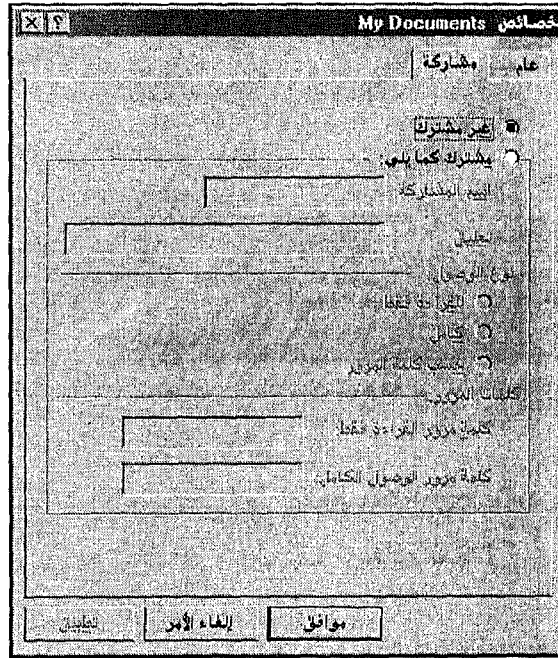 خصائص My Documents
عام
مشاركة
غير مشترك
مشترك كما يلي:
اسم المشاركة
تعليق
نوع الوصول:
القراءة فقط
كامل
حسب كلمة المرور
كلمات المرور:
كلمة مرور القراءة فقط:
كلمة مرور الوصول الكامل:
موافق
إلغاء الأمر
تطبيق